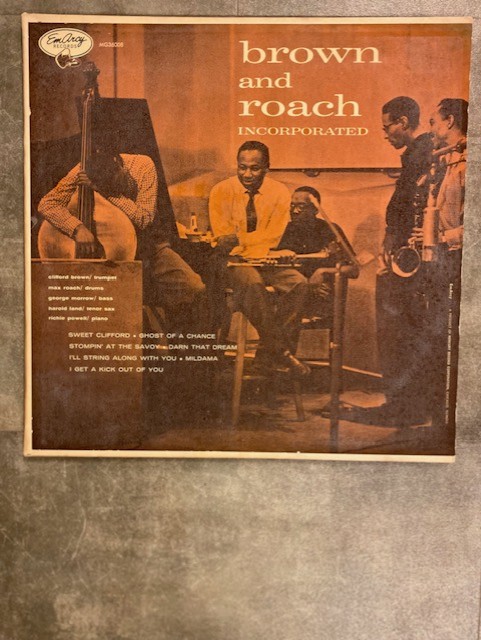 EmArcy
RECORDS
MG36008
brown
and
roach
INCORPORATED
clifford brown/ trumpet
max roach/ drums
george morrow/ bass
harold land/ tenor sax
richie powell/ piano
SWEET CLIFFORD • GHOST OF A CHANCE
STOMPIN' AT THE SAVOY • DARN THAT DREAM
I'LL STRING ALONG WITH YOU • MILDAMA
I GET A KICK OUT OF YOU